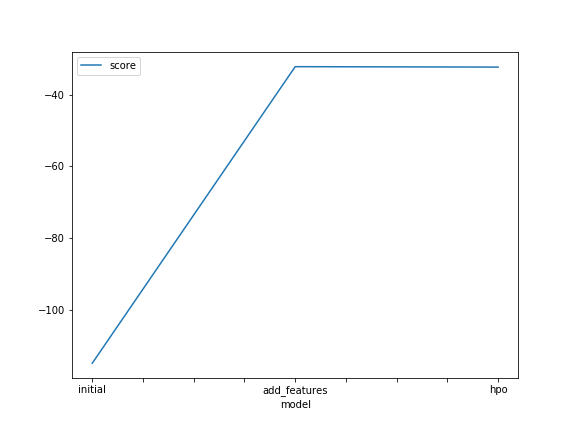 score
−40
−60
−80
−100
initial add_features hpo
model